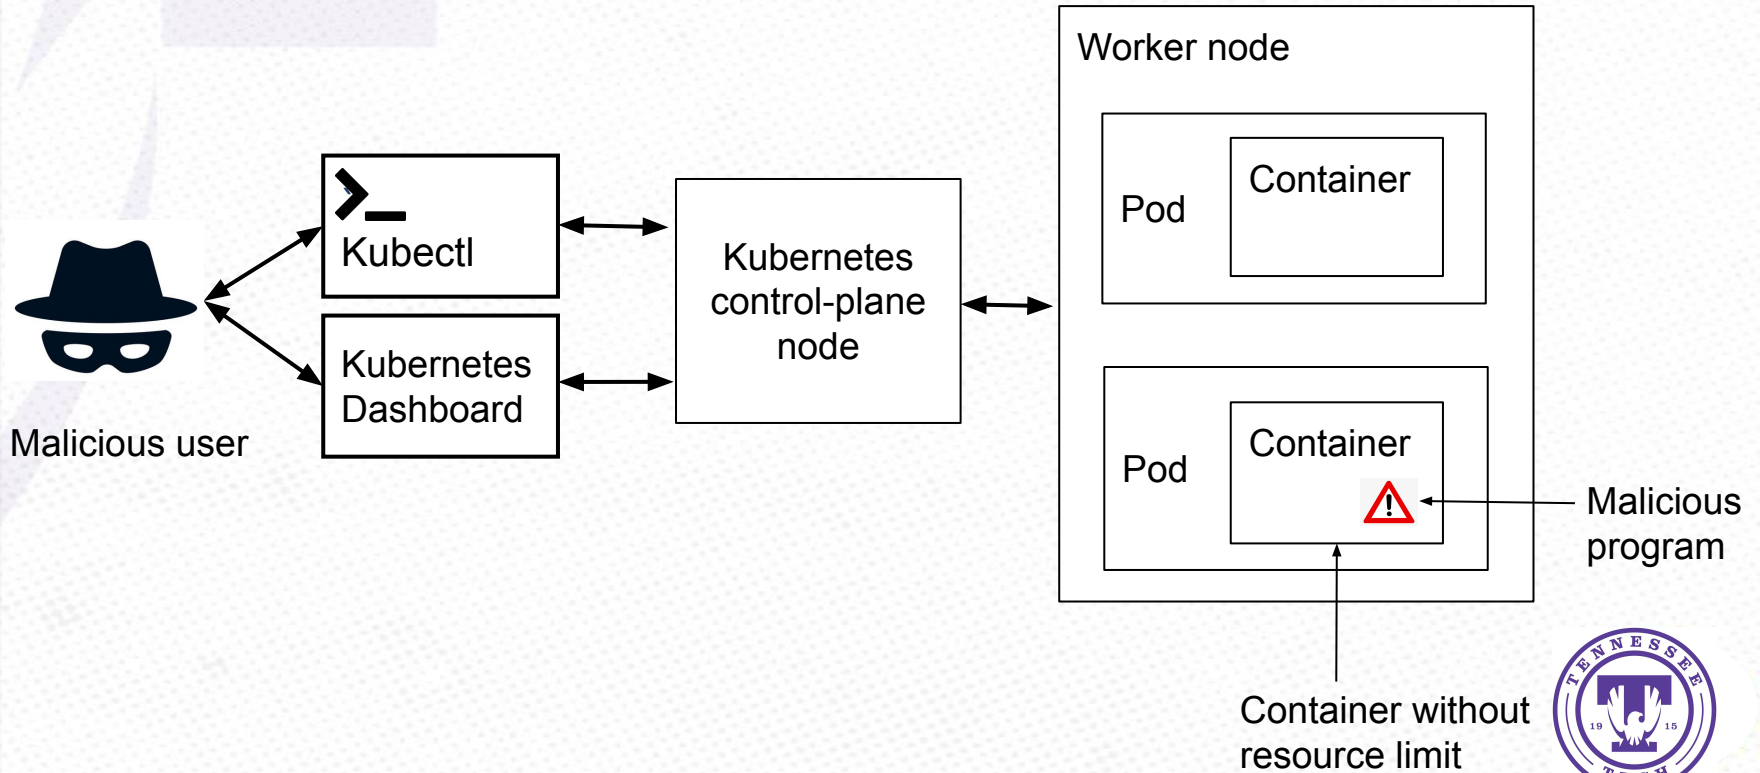 Worker node
Container
Pod
>_
Kubectl
Kubernetes
control-plane
node
Kubernetes
Dashboard
Malicious user
Container
Pod
Malicious
program
Container without
resource limit
TENNESSEE
19 15
TECH